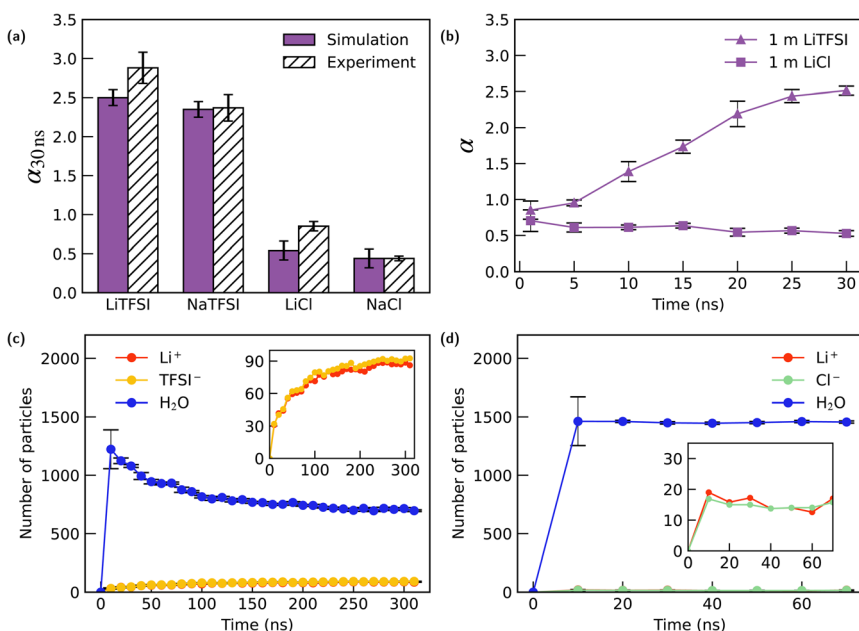 (a)
α30 ns
3.5
3.0
2.5
2.0
1.5
1.0
0.5
0.0
Simulation
Experiment
LiTFSI NaTFSI LiCl NaCl
(b)
α
3.5
3.0
2.5
2.0
1.5
1.0
0.5
0.0
1 m LiTFSI
1 m LiCl
0 5 10 15 20 25 30
Time (ns)
(c)
Number of particles
2000
1500
1000
500
0
Li⁺
TFSI⁻
H₂O
90
60
30
0
0 100 200 300
0 50 100 150 200 250 300
Time (ns)
(d)
Number of particles
2000
1500
1000
500
0
Li⁺
Cl⁻
H₂O
30
20
10
0
0 20 40 60
0 20 40 60
Time (ns)